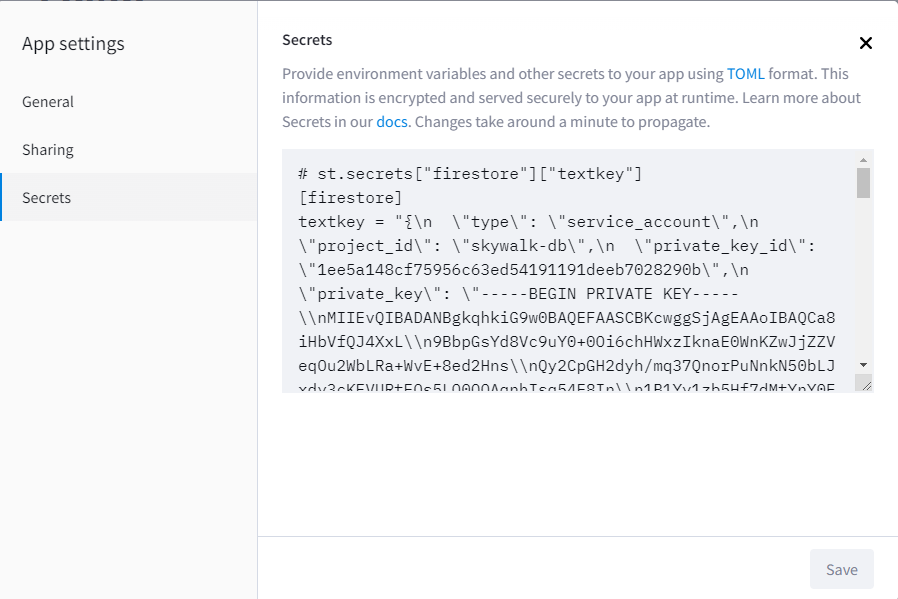 App settings
General
Sharing
Secrets
Secrets
Provide environment variables and other secrets to your app using TOML format. This
information is encrypted and served securely to your app at runtime. Learn more about
Secrets in our docs. Changes take around a minute to propagate.
# st.secrets["firestore"]["textkey"]
[firestore]
textkey = "{\n  \"type\": \"service_account\",\n
\"project_id\": \"skywalk-db\",\n  \"private_key_id\":
\"1ee5a148cf75956c63ed54191191deeb7028290b\",\n
\"private_key\": \"-----BEGIN PRIVATE KEY-----
\\nMIIEvQIBADANBgkqhkiG9w0BAQEFAASCBKcwggSjAgEAAoIBAQCa8
iHbVfQJ4XxL\\n9BbpGsYd8Vc9uY0+0Oi6chHWxzIknaE0WnKZwJjZZV
eqOu2WbLRa+WvE+8ed2Hns\\nQy2CpGH2dyh/mq37QnorPuNnkN50bLJ
Save